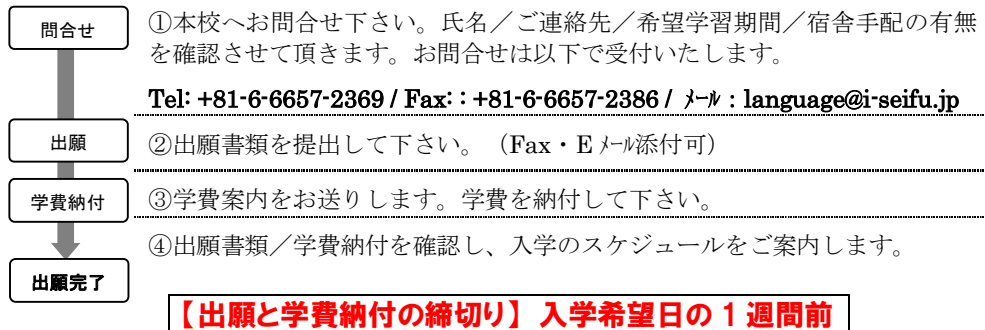 問合せ
①本校へお問合せ下さい。氏名／ご連絡先／希望学習期間／宿舎手配の有無
を確認させて頂きます。お問合せは以下で受付いたします。
Tel: +81-6-6657-2369 / Fax: : +81-6-6657-2386 / ﾒｰﾙ : language@i-seifu.jp
出願
②出願書類を提出して下さい。（Fax・E ﾒｰﾙ添付可）
学費納付
③学費案内をお送りします。学費を納付して下さい。
④出願書類／学費納付を確認し、入学のスケジュールをご案内します。
出願完了
【出願と学費納付の締切り】入学希望日の 1 週間前